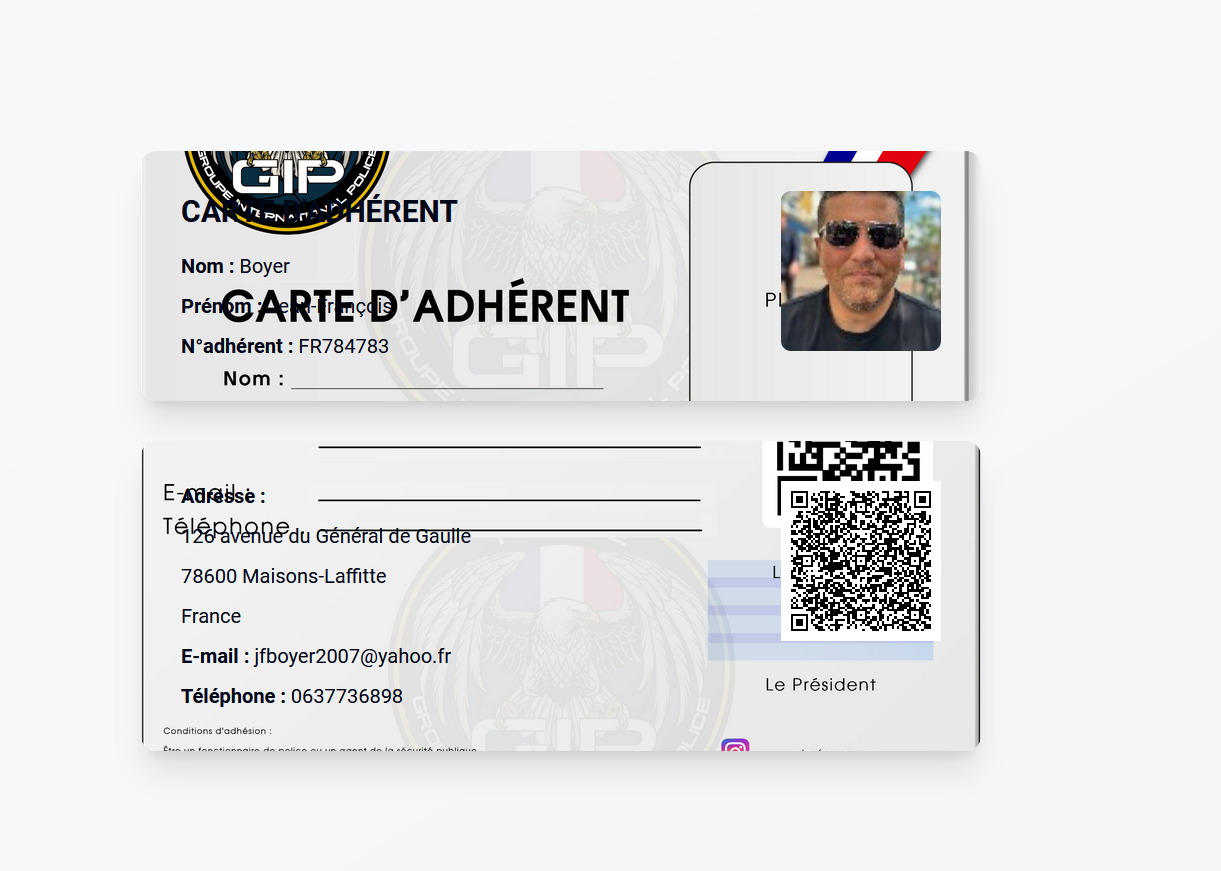 GIP
GROUPE INTERNATIONAL POLICE
CARTE D'ADHÉRENT
Nom : Boyer
Prénom : Jean-François
CARTE D'ADHÉRENT
N°adhérent : FR784783
Nom :
GIP
E-mail :
Adresse :
Téléphone
126 avenue du Général de Gaulle
78600 Maisons-Laffitte
France
E-mail : jfboyer2007@yahoo.fr
Téléphone : 0637736898
Le Président
Conditions d'adhésion :
Être un fonctionnaire de police ou un agent de la sécurité publique
GIP